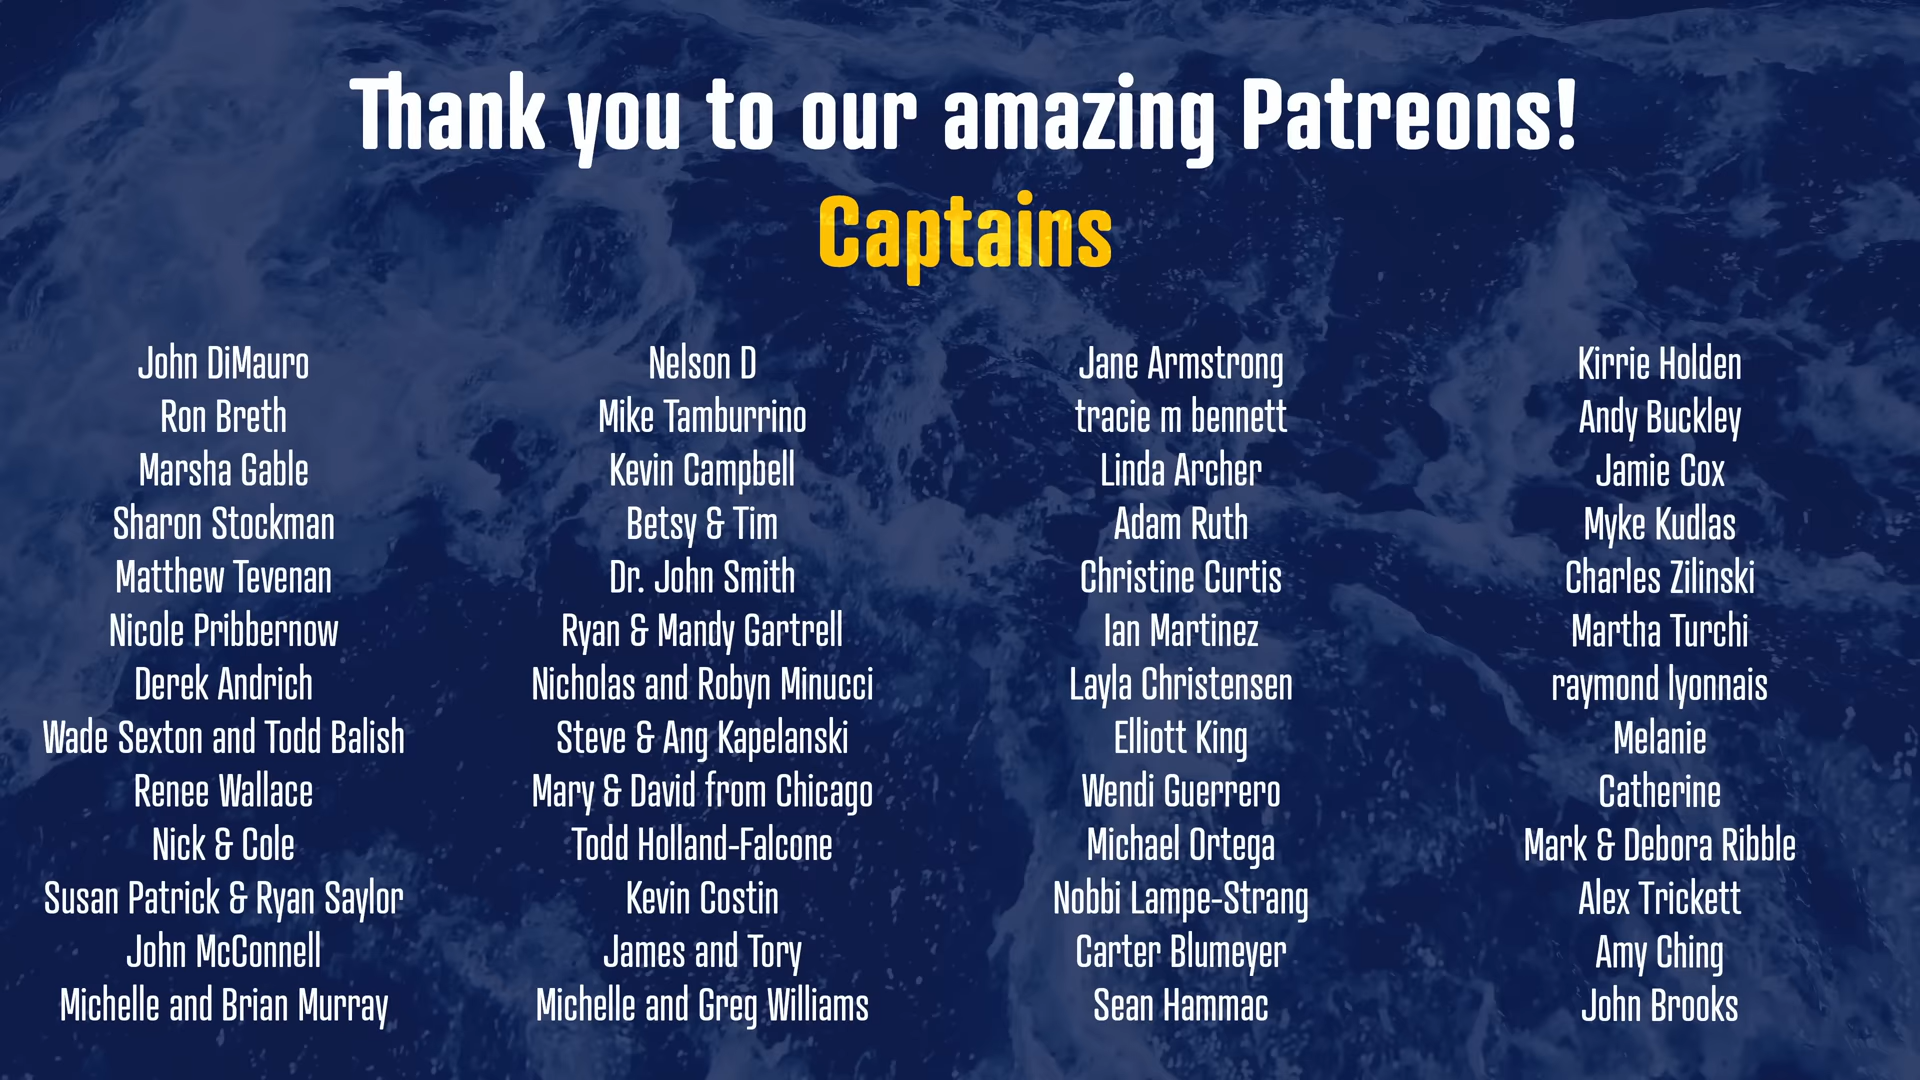 Thank you to our amazing Patreons!
Captains
John DiMauro
Ron Breth
Marsha Gable
Sharon Stockman
Matthew Tevenan
Nicole Pribbernow
Derek Andrich
Wade Sexton and Todd Balish
Renee Wallace
Nick & Cole
Susan Patrick & Ryan Saylor
John McConnell
Michelle and Brian Murray
Nelson D
Mike Tamburrino
Kevin Campbell
Betsy & Tim
Dr. John Smith
Ryan & Mandy Gartrell
Nicholas and Robyn Minucci
Steve & Ang Kapelanski
Mary & David from Chicago
Todd Holland-Falcone
Kevin Costin
James and Tory
Michelle and Greg Williams
Jane Armstrong
tracie m bennett
Linda Archer
Adam Ruth
Christine Curtis
Ian Martinez
Layla Christensen
Elliott King
Wendi Guerrero
Michael Ortega
Nobbi Lampe-Strang
Carter Blumeyer
Sean Hammac
Kirrie Holden
Andy Buckley
Jamie Cox
Myke Kudlas
Charles Zilinski
Martha Turchi
raymond lyonnais
Melanie
Catherine
Mark & Debora Ribble
Alex Trickett
Amy Ching
John Brooks